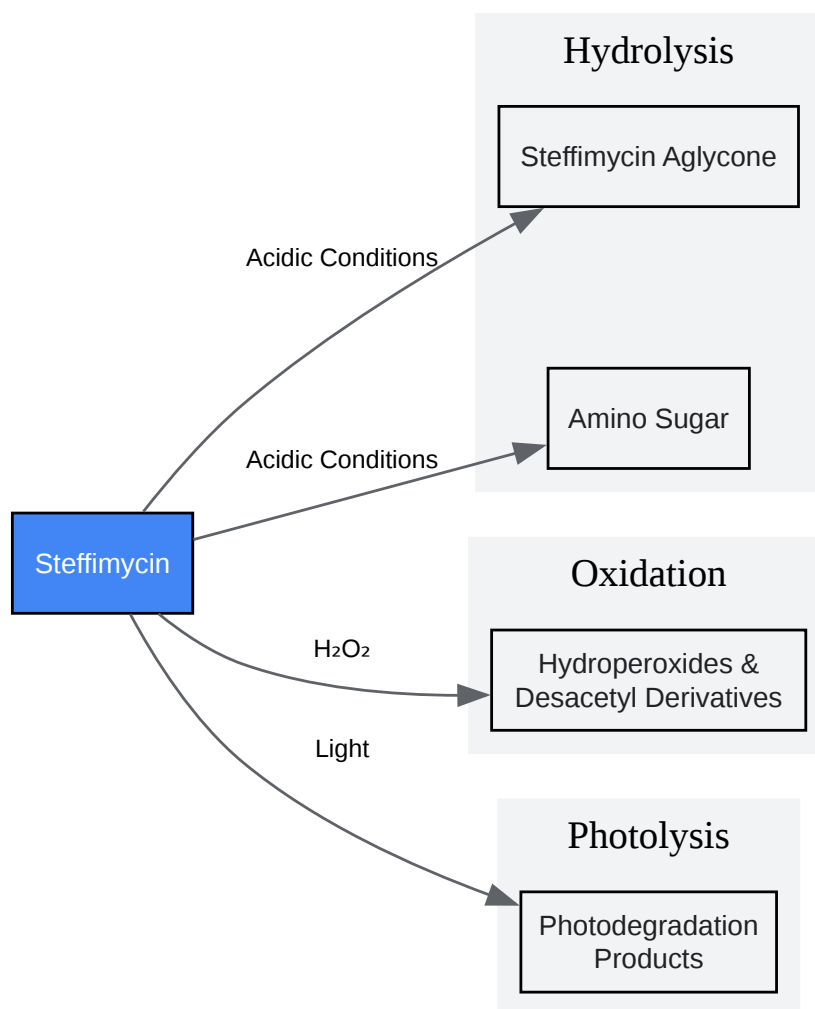 Hydrolysis
Steffimycin Aglycone
Acidic Conditions
Amino Sugar
Acidic Conditions
Steffimycin
Oxidation
H₂O₂
Hydroperoxides &
Desacetyl Derivatives
Light
Photolysis
Photodegradation
Products